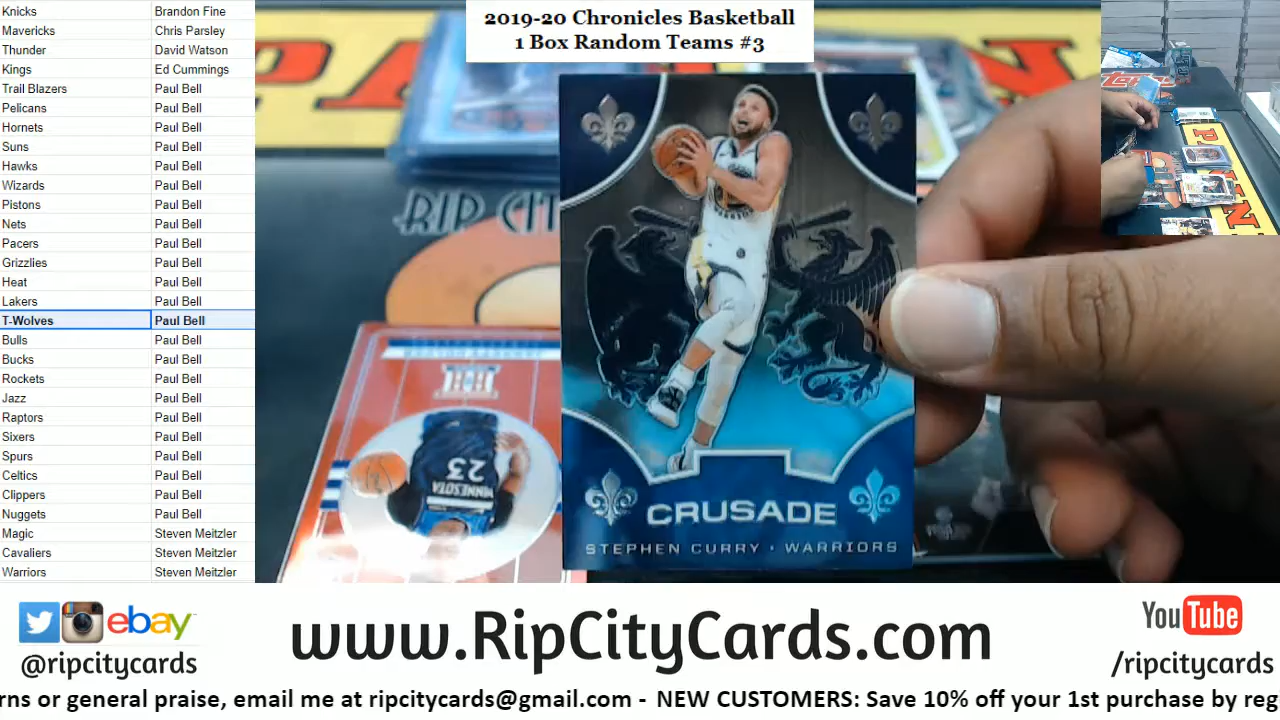 2019-20 Chronicles Basketball
1 Box Random Teams #3
Knicks Brandon Fine
Mavericks Chris Parsley
Thunder David Watson
Kings Ed Cummings
Trail Blazers Paul Bell
Pelicans Paul Bell
Hornets Paul Bell
Suns Paul Bell
Hawks Paul Bell
Wizards Paul Bell
Pistons Paul Bell
Nets Paul Bell
Pacers Paul Bell
Grizzlies Paul Bell
Heat Paul Bell
Lakers Paul Bell
T-Wolves Paul Bell
Bulls Paul Bell
Bucks Paul Bell
Rockets Paul Bell
Jazz Paul Bell
Raptors Paul Bell
Sixers Paul Bell
Spurs Paul Bell
Celtics Paul Bell
Clippers Paul Bell
Nuggets Paul Bell
Magic Steven Meitzler
Cavaliers Steven Meitzler
Warriors Steven Meitzler
RIP CIT
23
MINNESOTA
CRUSADE
STEPHEN CURRY · WARRIORS
ebay
@ripcitycards
www.RipCityCards.com
YouTube
/ripcitycards
rns or general praise, email me at ripcitycards@gmail.com - NEW CUSTOMERS: Save 10% off your 1st purchase by reg